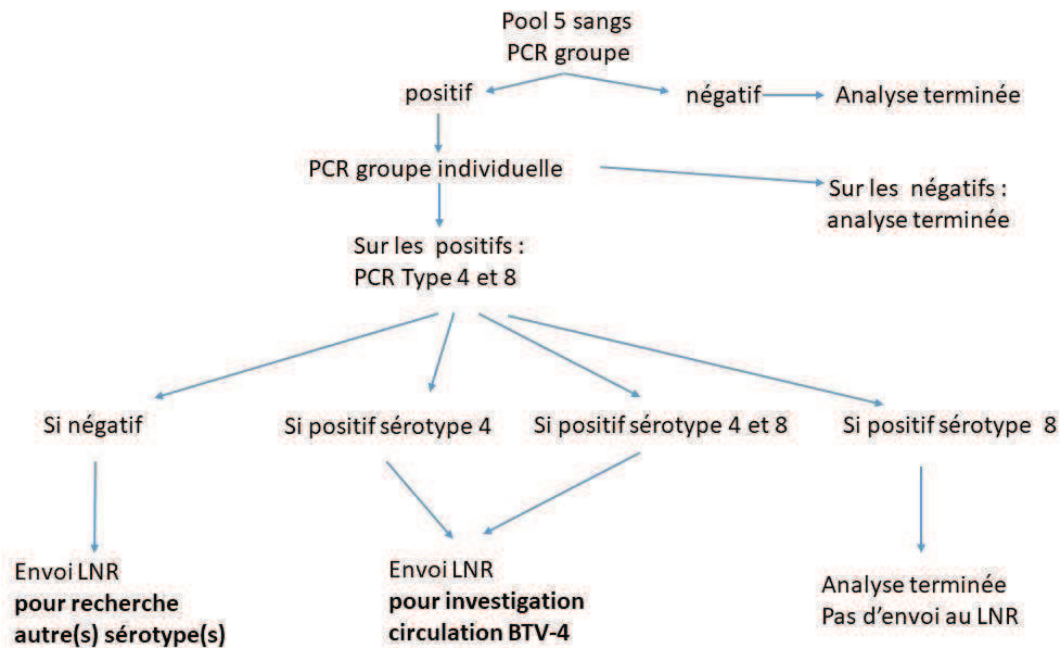 Pool 5 sangs
PCR groupe
positif
négatif
Analyse terminée
PCR groupe individuelle
Sur les négatifs :
analyse terminée
Sur les positifs :
PCR Type 4 et 8
Si négatif
Si positif sérotype 4
Si positif sérotype 4 et 8
Si positif sérotype 8
Envoi LNR
pour recherche
autre(s) sérotype(s)
Envoi LNR
pour investigation
circulation BTV-4
Analyse terminée
Pas d'envoi au LNR